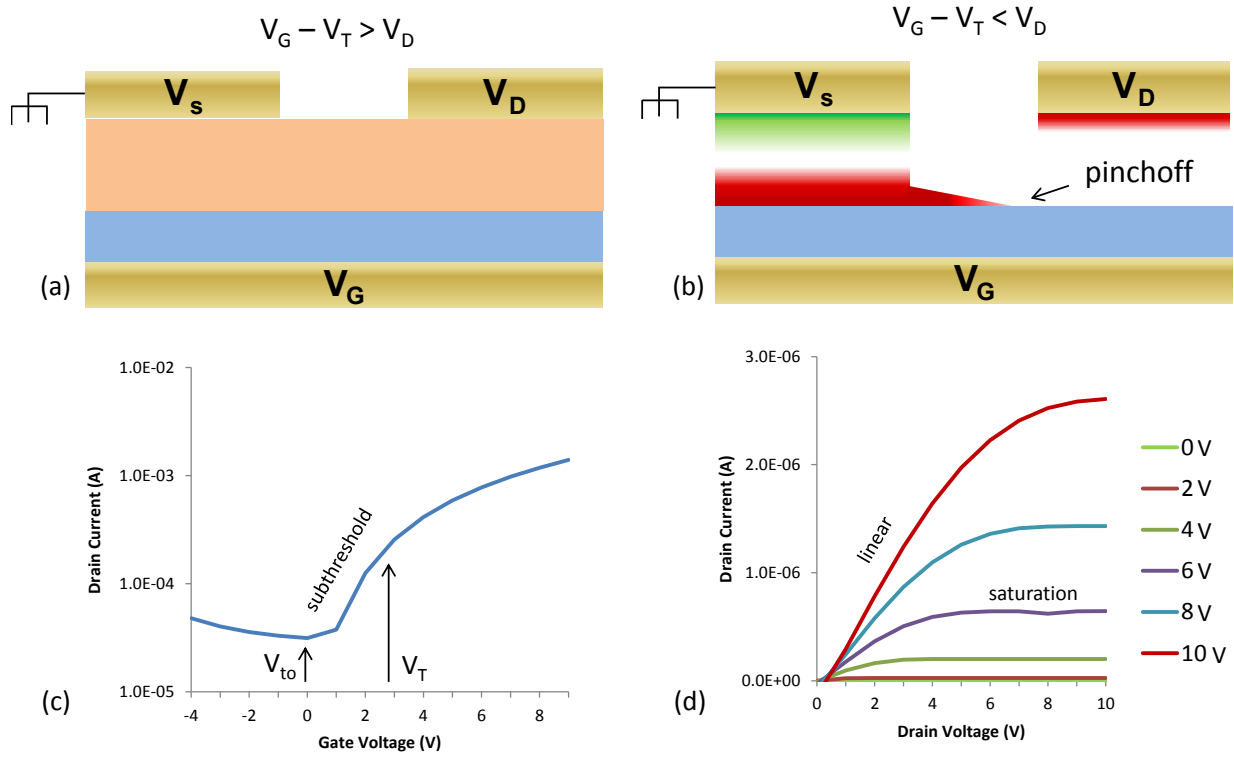 V_G – V_T > V_D
V_s
V_D
V_G
(a)
V_G – V_T < V_D
V_s
V_D
pinchoff
V_G
(b)
1.0E-02
1.0E-03
1.0E-04
1.0E-05
Drain Current (A)
subthreshold
V_to
V_T
-4 -2 0 2 4 6 8
Gate Voltage (V)
(c)
3.0E-06
2.0E-06
1.0E-06
0.0E+00
Drain Current (A)
linear
saturation
0 2 4 6 8 10
Drain Voltage (V)
0 V
2 V
4 V
6 V
8 V
10 V
(d)